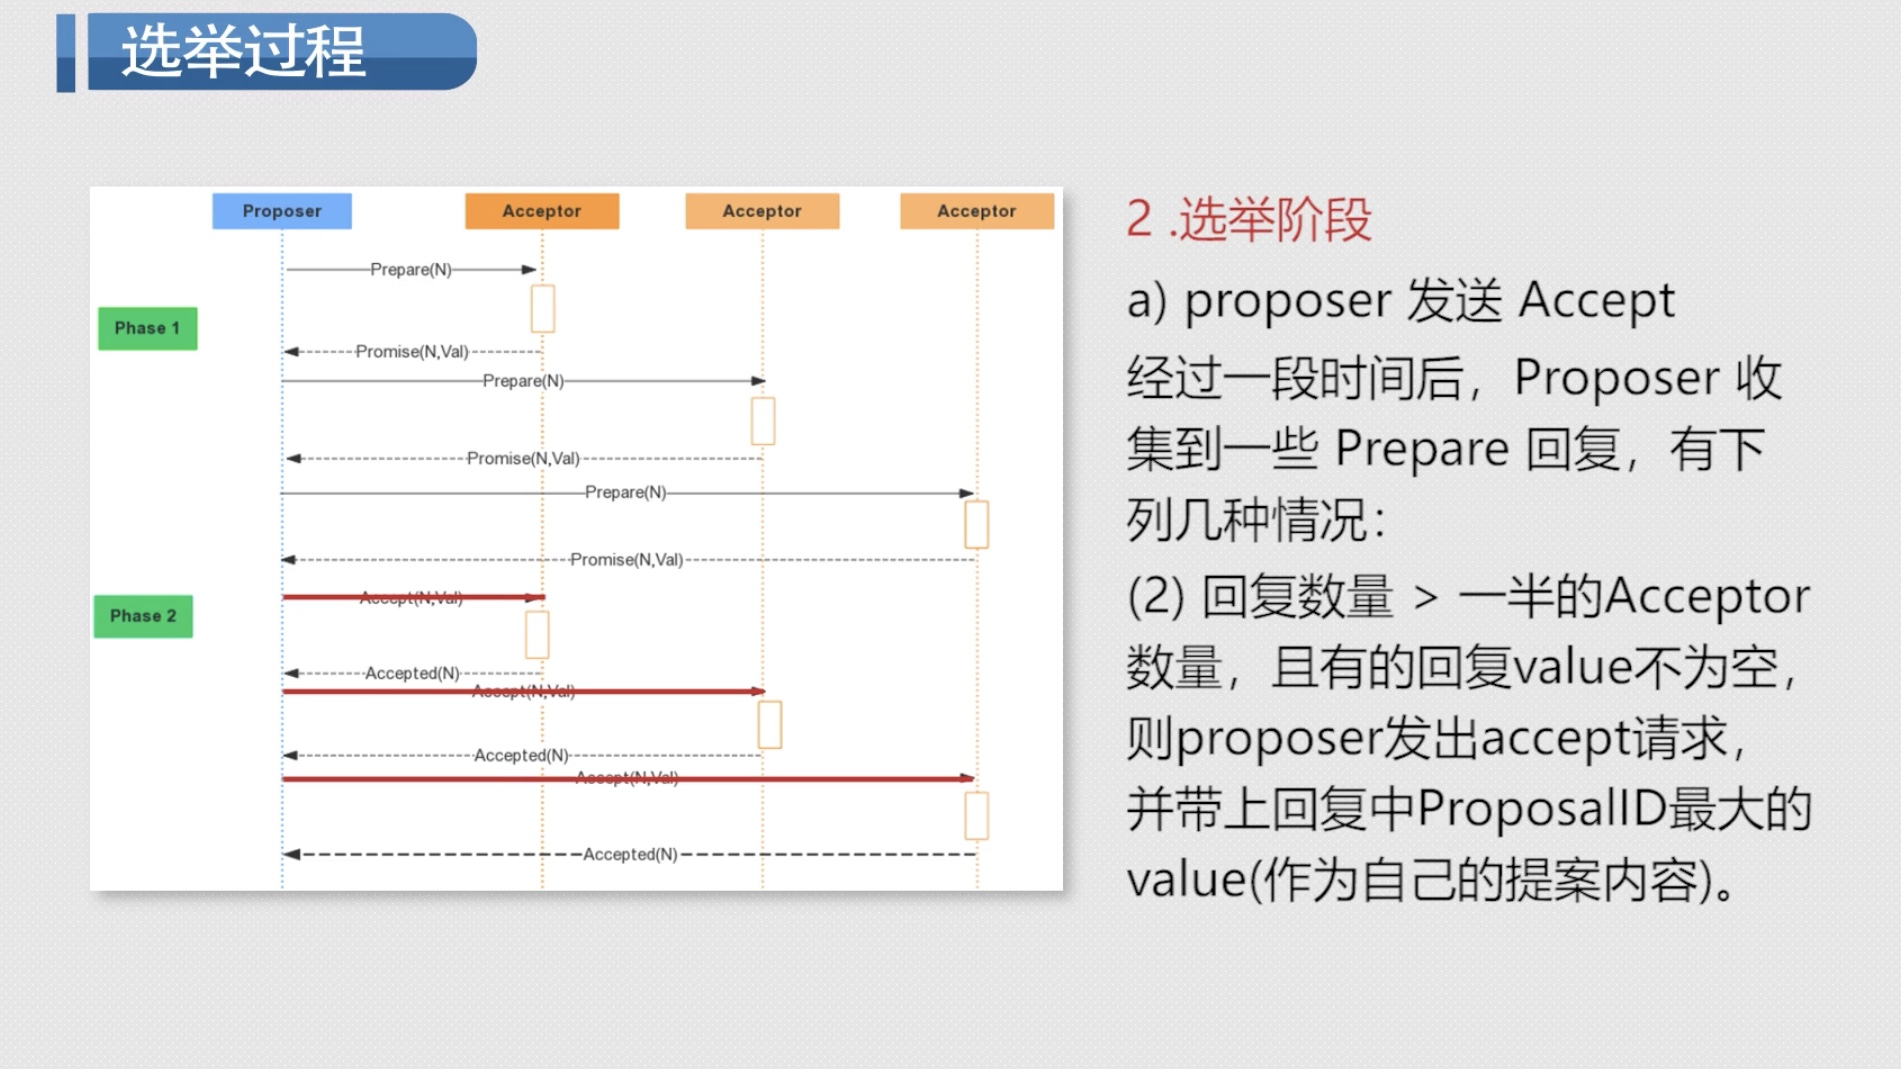 选举过程
Proposer
Acceptor
Acceptor
Acceptor
Prepare(N)
Phase 1
Promise(N,Val)
Prepare(N)
Promise(N,Val)
Prepare(N)
Promise(N,Val)
Accept(N,Val)
Phase 2
Accepted(N)
Accept(N,Val)
Accepted(N)
Accept(N,Val)
Accepted(N)
2 .选举阶段
a) proposer 发送 Accept
经过一段时间后，Proposer 收
集到一些 Prepare 回复，有下
列几种情况：
(2) 回复数量 > 一半的Acceptor
数量，且有的回复value不为空，
则proposer发出accept请求，
并带上回复中ProposalID最大的
value(作为自己的提案内容)。